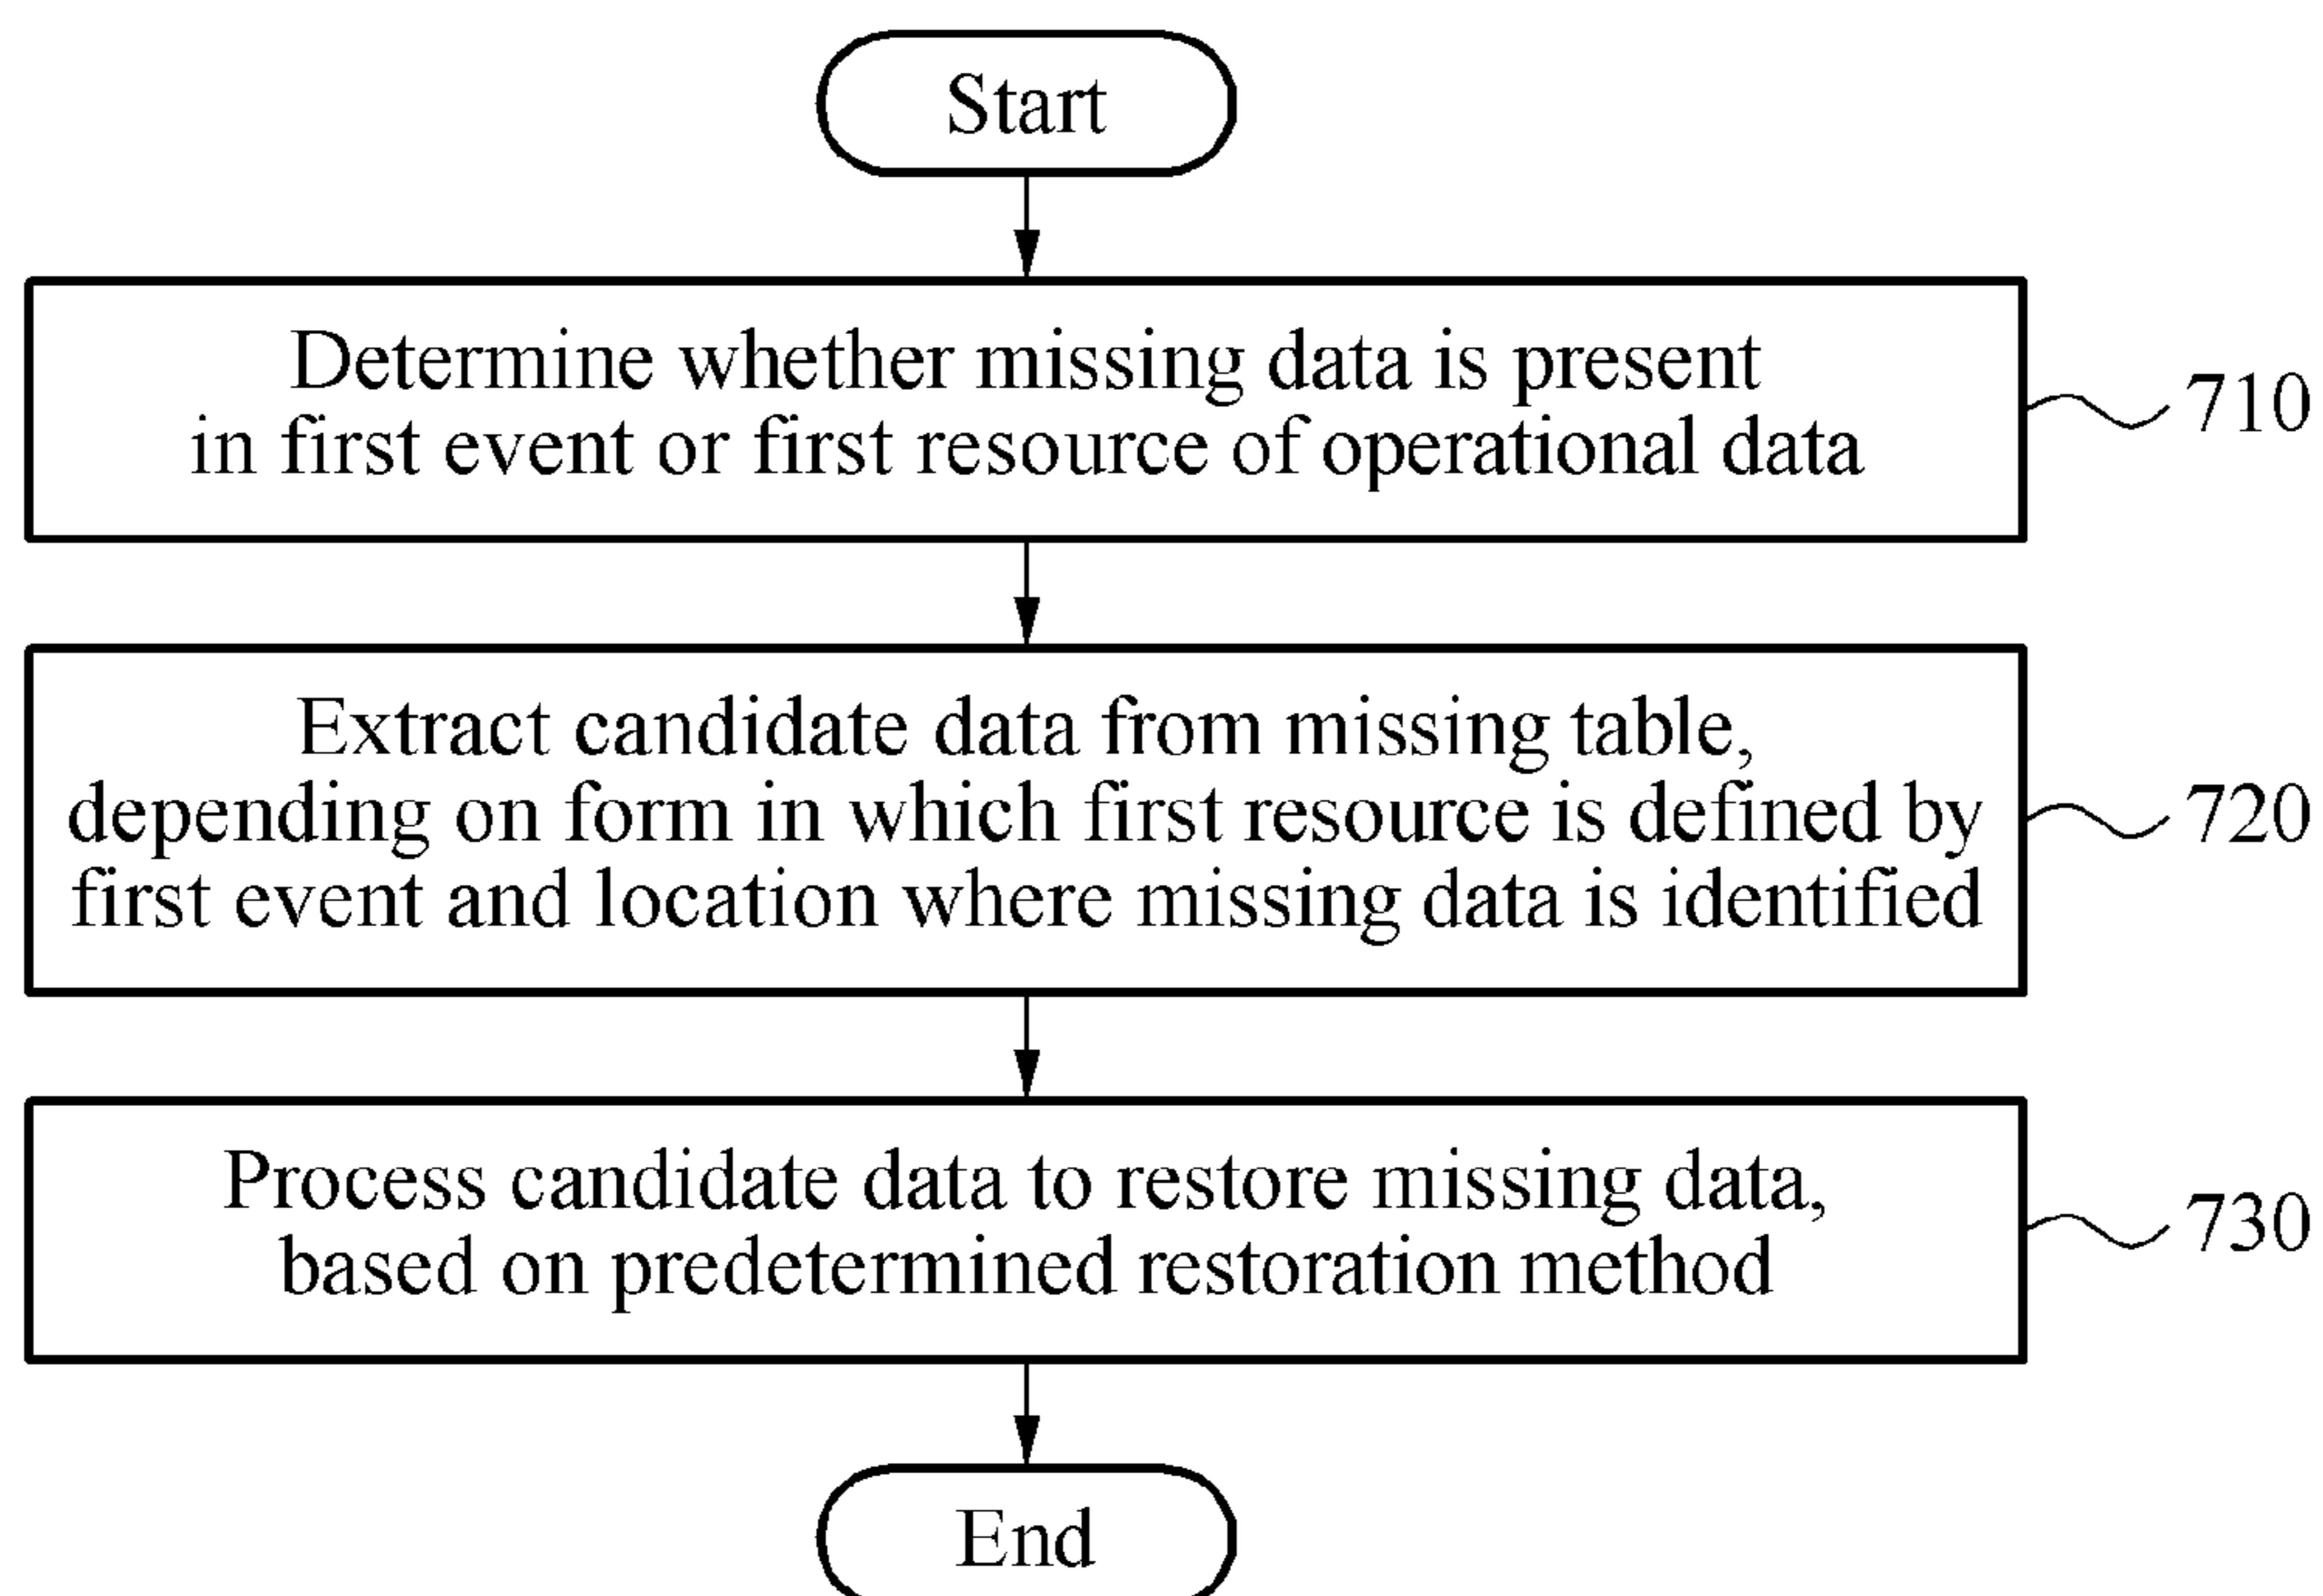 Start
Determine whether missing data is present
in first event or first resource of operational data
710
Extract candidate data from missing table,
depending on form in which first resource is defined by
first event and location where missing data is identified
720
Process candidate data to restore missing data,
based on predetermined restoration method
730
End